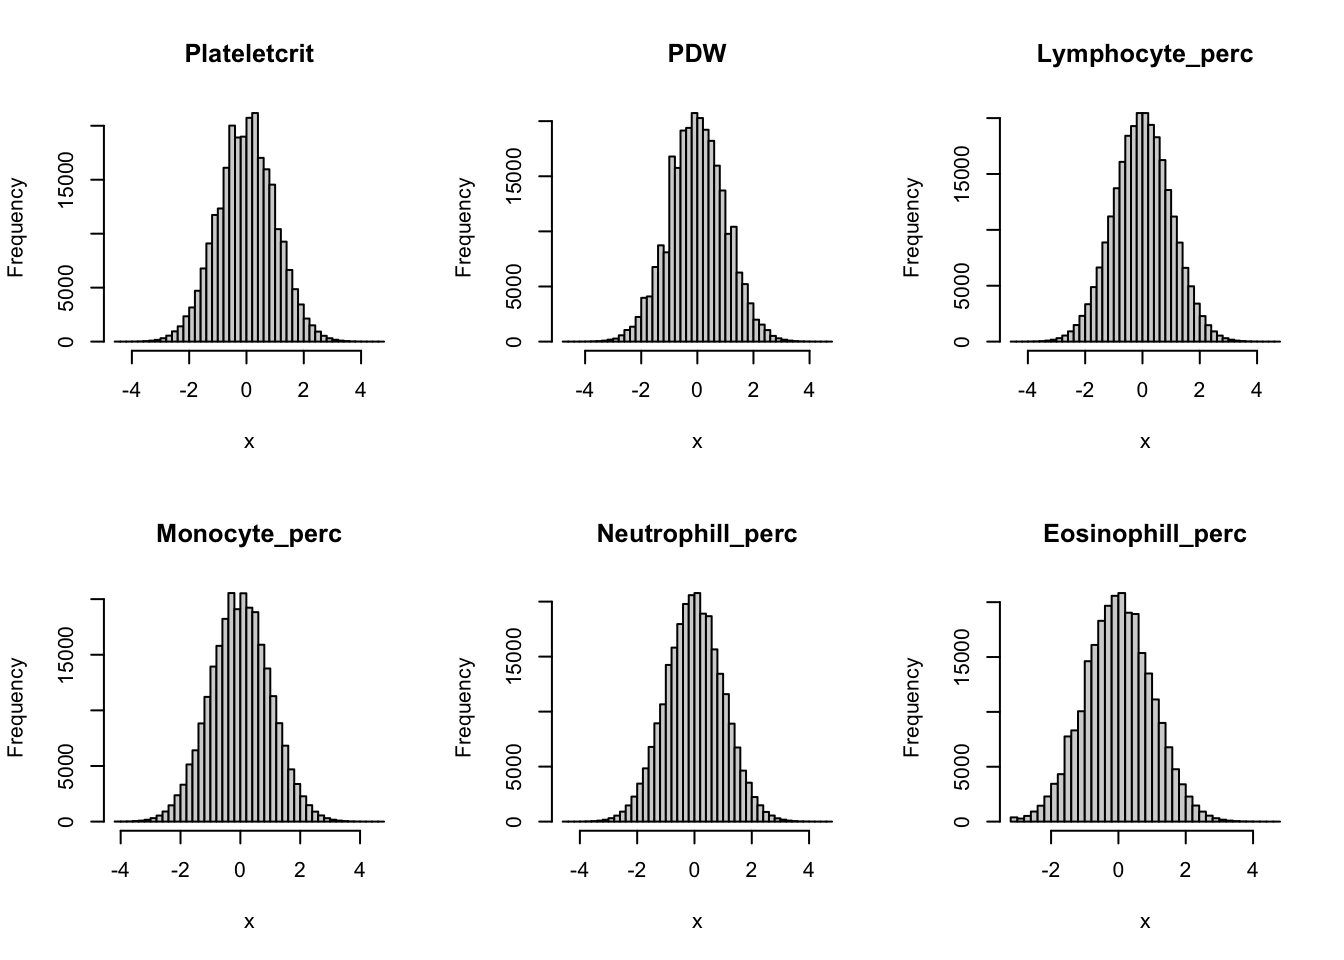 Plateletcrit
Frequency
0 5000 15000
-4 -2 0 2 4
x
PDW
Frequency
0 5000 15000
-4 -2 0 2 4
x
Lymphocyte_perc
Frequency
0 5000 15000
-4 -2 0 2 4
x
Monocyte_perc
Frequency
0 5000 15000
-4 -2 0 2 4
x
Neutrophill_perc
Frequency
0 5000 15000
-4 -2 0 2 4
x
Eosinophill_perc
Frequency
0 5000 15000
-2 0 2 4
x